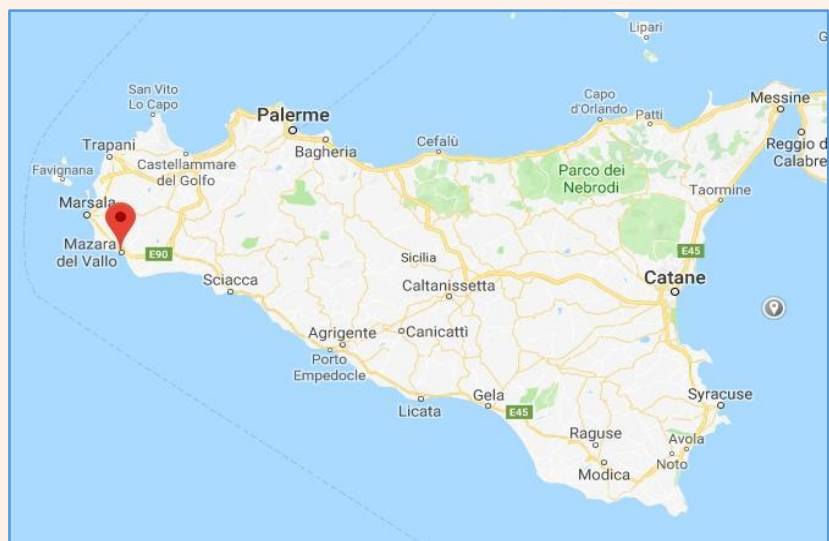 Lipari
G
San Vito
Lo Capo
Capo
d'Orlando
Patti
Messine
Palerme
Trapani
Cefalù
Reggio d
Calabre
Bagheria
Castellammare
del Golfo
Favignana
Parco dei
Nebrodi
Taormine
Marsala
Mazara
del Vallo
E90
Sicilia
E45
Sciacca
Caltanissetta
Catane
Agrigente
Canicattì
Porto
Empedocle
Licata
Gela
E45
Syracuse
Raguse
Avola
Noto
Modica